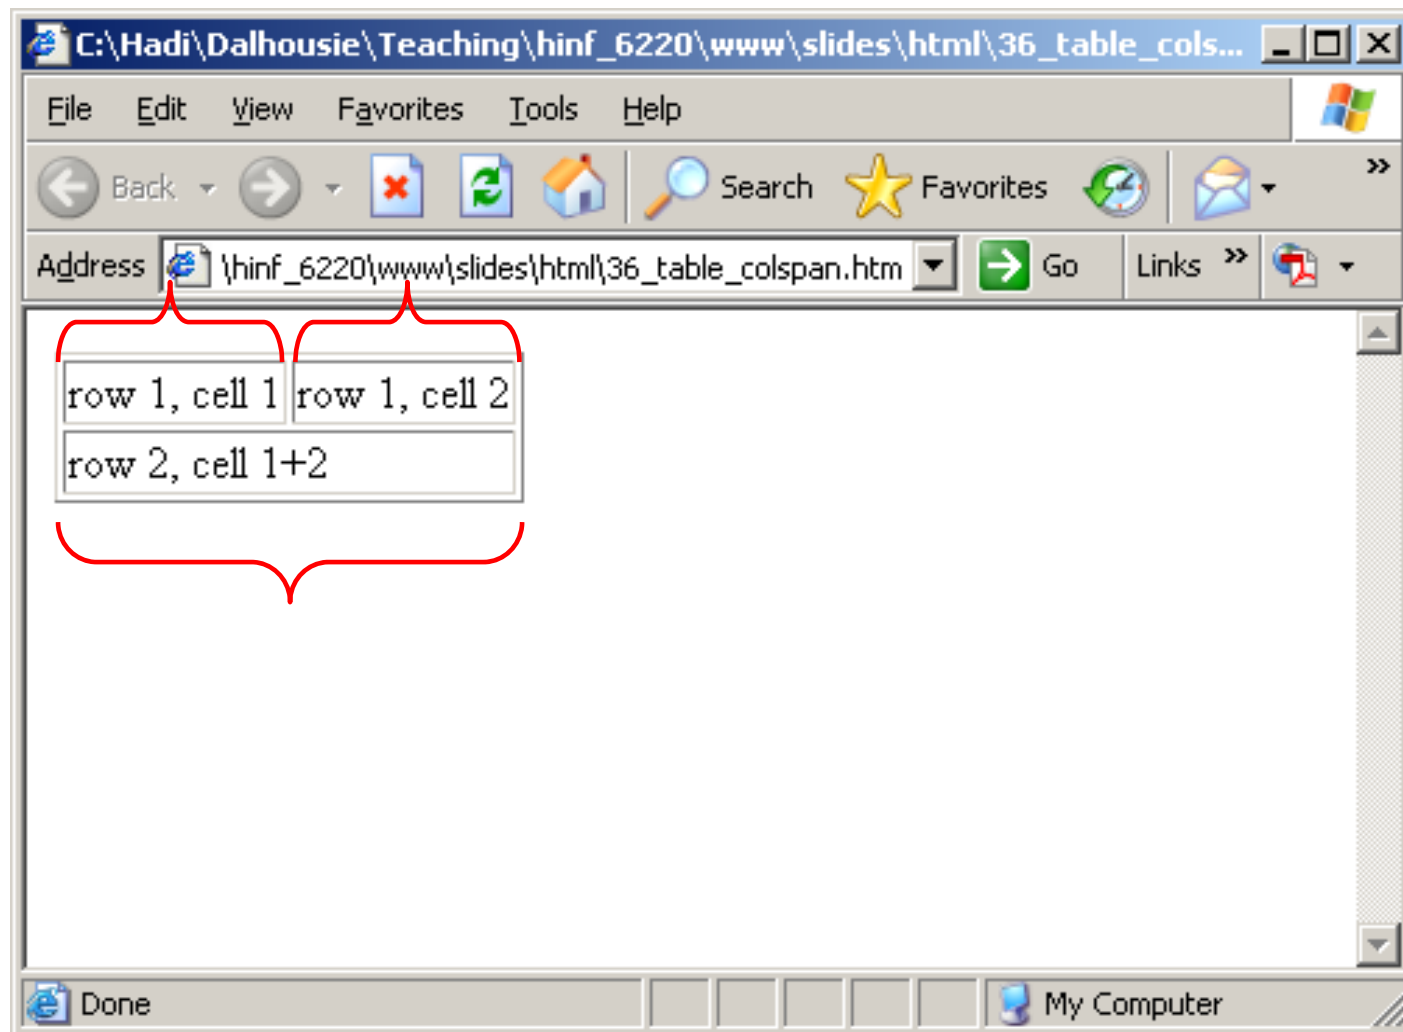 C:\Hadi\Dalhousie\Teaching\hinf_6220\www\slides\html\36_table_cols...
File Edit View Favorites Tools Help
Back Search Favorites »
Address \hinf_6220\www\slides\html\36_table_colspan.htm Go Links »
row 1, cell 1 row 1, cell 2
row 2, cell 1+2
Done My Computer